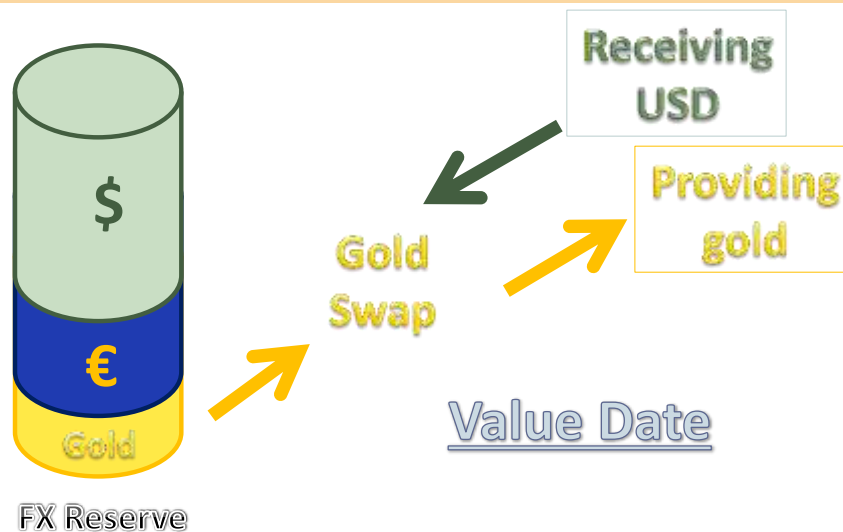 Receiving
USD
$
Providing
gold
Gold
Swap
€
Value Date
Gold
FX Reserve